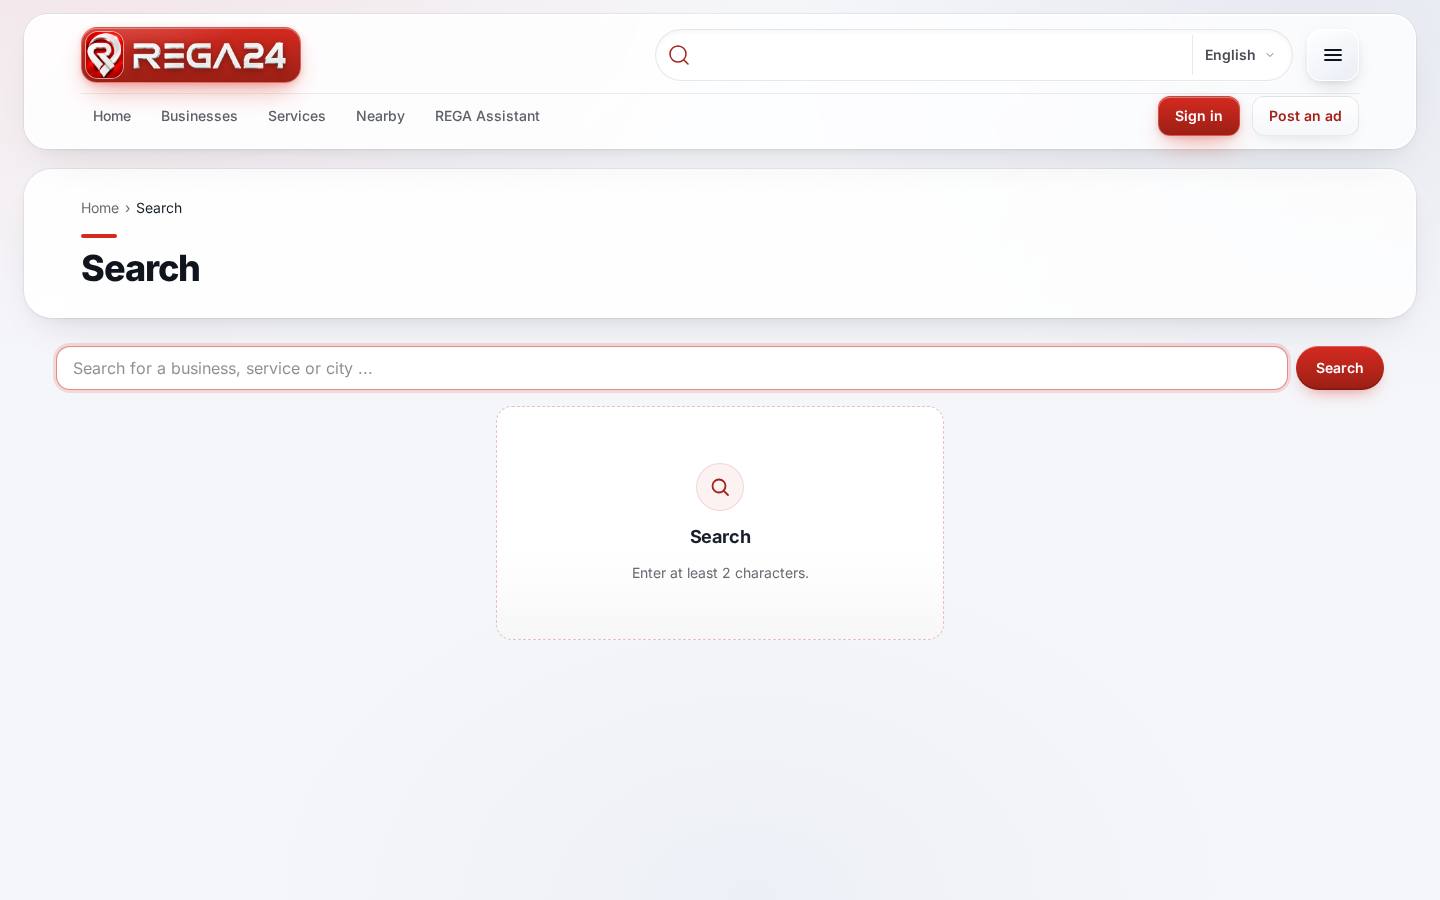 REGA24
English
Home
Businesses
Services
Nearby
REGA Assistant
Sign in
Post an ad
Home › Search
Search
Search for a business, service or city ...
Search
Search
Enter at least 2 characters.